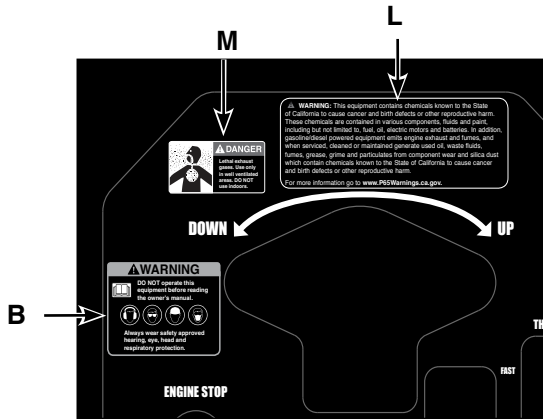 M
L
⚠ WARNING: This equipment contains chemicals known to the State
of California to cause cancer and birth defects or other reproductive harm.
These chemicals are contained in various components, fluids and paint,
including but not limited to, fuel, oil, electric motors and batteries. In addition,
gasoline/diesel powered equipment emits engine exhaust and fumes, and
when serviced, cleaned or maintained generate used oil, waste fluids,
fumes, grease, grime and particulates from component wear and silica dust
which contain chemicals known to the State of California to cause cancer
and birth defects or other reproductive harm.
For more information go to www.P65Warnings.ca.gov.
⚠ DANGER
Lethal exhaust
gases. Use only
in well ventilated
areas. DO NOT
use indoors.
DOWN
UP
B
⚠ WARNING
DO NOT operate this
equipment before reading
the owner's manual.
Always wear safety approved
hearing, eye, head and
respiratory protection.
TH
FAST
ENGINE STOP